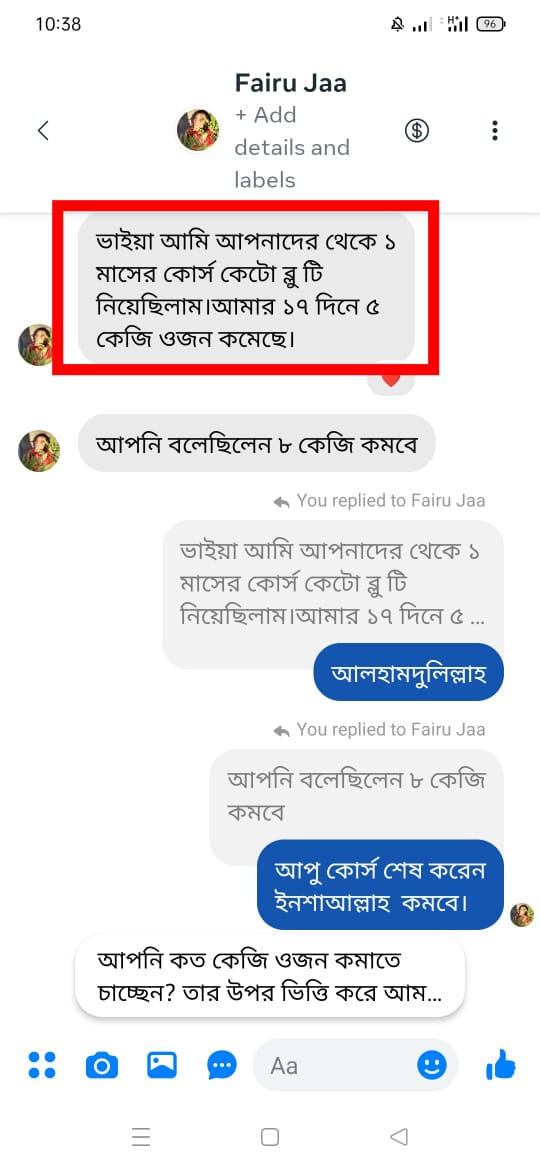 10:38
H+
96
Fairu Jaa
+ Add
details and
labels
ভাইয়া আমি আপনাদের থেকে ১
মাসের কোর্স কেটো ব্লু টি
নিয়েছিলাম।আমার ১৭ দিনে ৫
কেজি ওজন কমেছে।
আপনি বলেছিলেন ৮ কেজি কমবে
You replied to Fairu Jaa
ভাইয়া আমি আপনাদের থেকে ১
মাসের কোর্স কেটো ব্লু টি
নিয়েছিলাম।আমার ১৭ দিনে ৫ ...
আলহামদুলিল্লাহ
You replied to Fairu Jaa
আপনি বলেছিলেন ৮ কেজি
কমবে
আপু কোর্স শেষ করেন
ইনশাআল্লাহ কমবে।
আপনি কত কেজি ওজন কমাতে
চাচ্ছেন? তার উপর ভিত্তি করে আম...
Aa